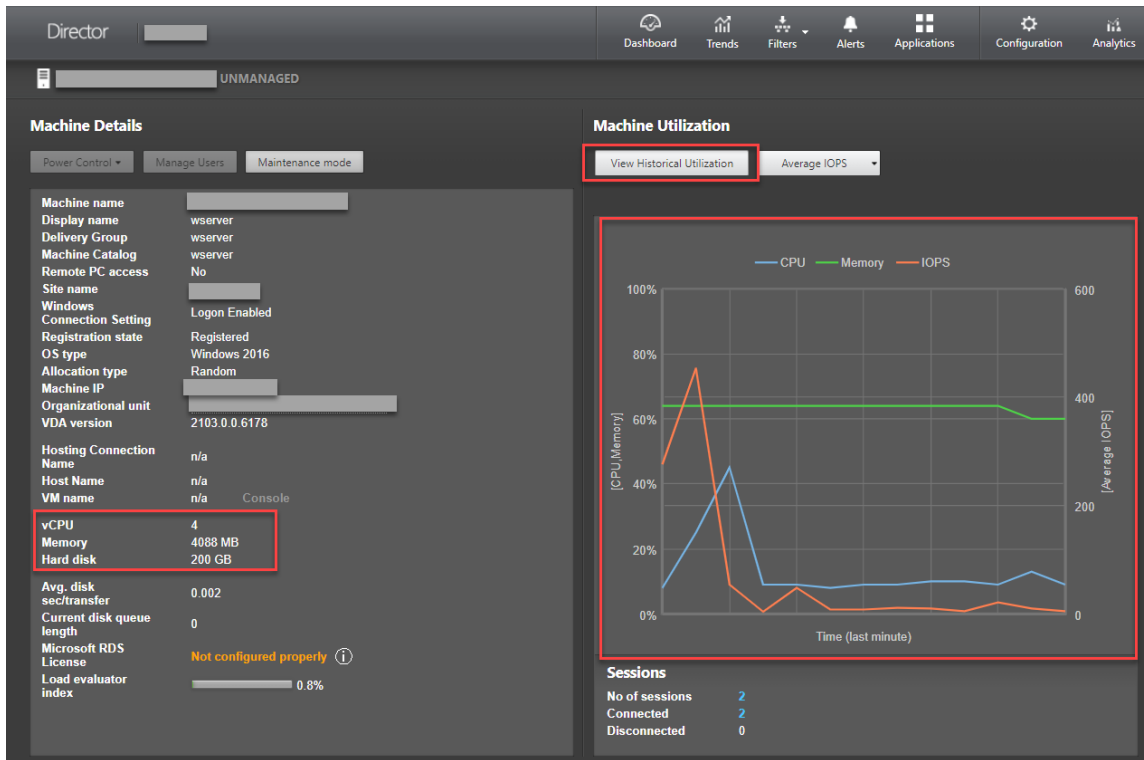 Director
Dashboard
Trends
Filters
Alerts
Applications
Configuration
Analytics
UNMANAGED
Machine Details
Power Control
Manage Users
Maintenance mode
Machine name
Display name wserver
Delivery Group wserver
Machine Catalog wserver
Remote PC access No
Site name
Windows
Connection Setting Logon Enabled
Registration state Registered
OS type Windows 2016
Allocation type Random
Machine IP
Organizational unit
VDA version 2103.0.0.6178
Hosting Connection
Name n/a
Host Name n/a
VM name n/a Console
vCPU 4
Memory 4088 MB
Hard disk 200 GB
Avg. disk
sec/transfer 0.002
Current disk queue
length 0
Microsoft RDS
License Not configured properly
Load evaluator
index 0.8%
Machine Utilization
View Historical Utilization
Average IOPS
CPU Memory IOPS
100%
80%
60%
40%
20%
0%
[CPU,Memory]
600
400
200
0
[Average IOPS]
Time (last minute)
Sessions
No of sessions 2
Connected 2
Disconnected 0